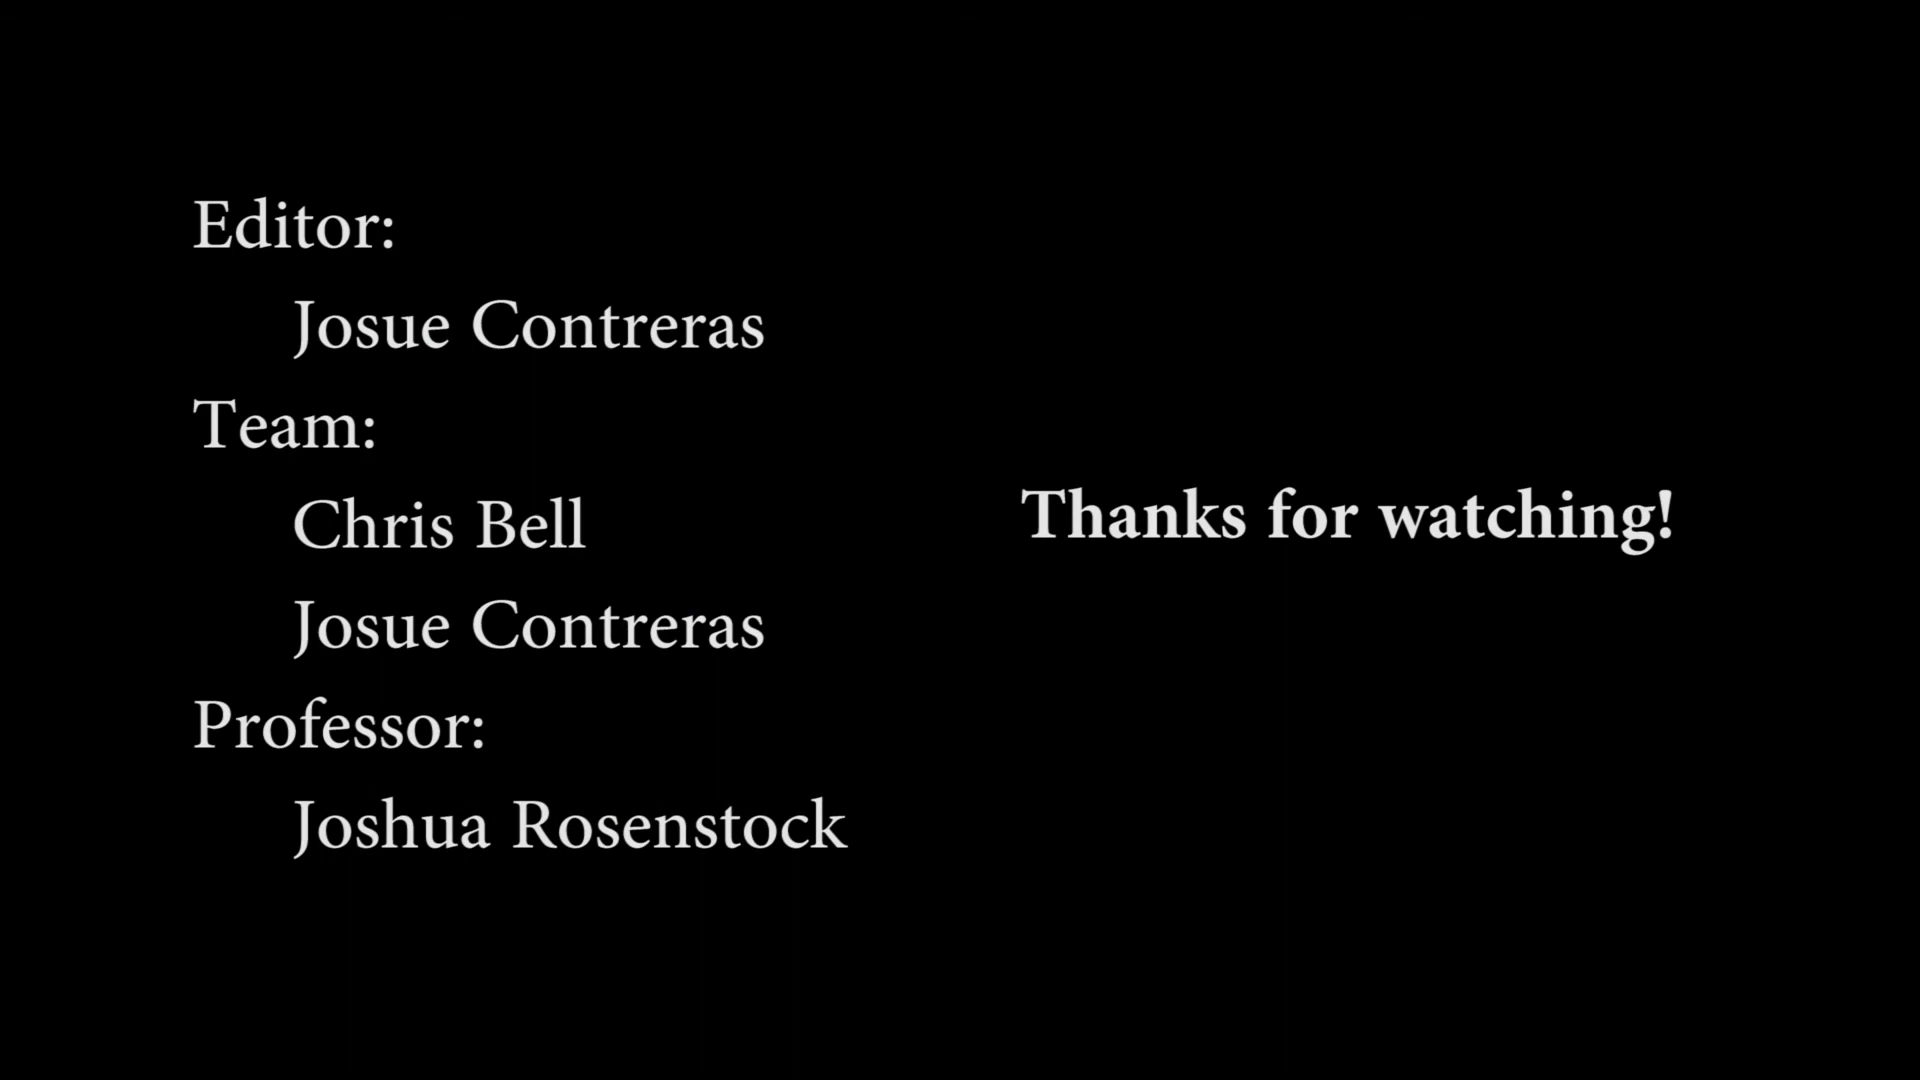 Editor:
Josue Contreras
Team:
Chris Bell
Josue Contreras
Professor:
Joshua Rosenstock
Thanks for watching!